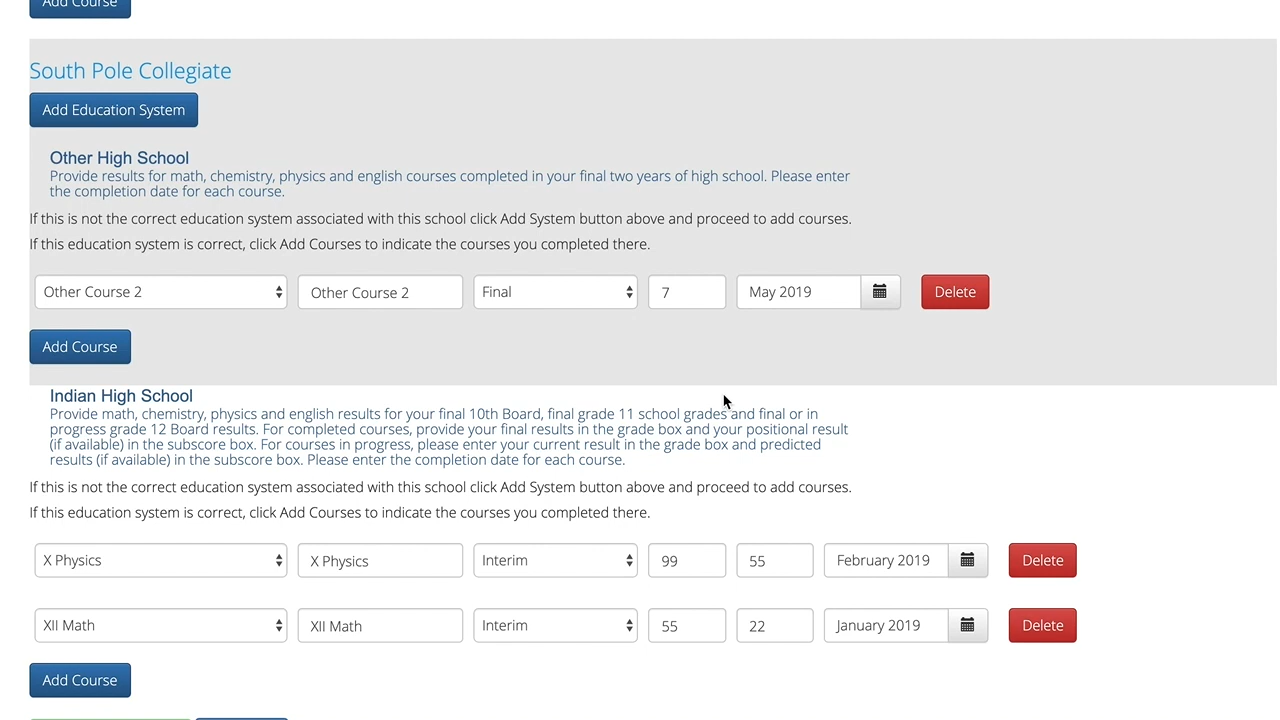 Add Course
South Pole Collegiate
Add Education System
Other High School
Provide results for math, chemistry, physics and english courses completed in your final two years of high school. Please enter
the completion date for each course.
If this is not the correct education system associated with this school click Add System button above and proceed to add courses.
If this education system is correct, click Add Courses to indicate the courses you completed there.
Other Course 2 Other Course 2 Final 7 May 2019 Delete
Add Course
Indian High School
Provide math, chemistry, physics and english results for your final 10th Board, final grade 11 school grades and final or in
progress grade 12 Board results. For completed courses, provide your final result in the grade box and your positional result
(if available) in the subscore box. For courses in progress, please enter your current result in the grade box and predicted
results (if available) in the subscore box. Please enter the completion date for each course.
If this is not the correct education system associated with this school click Add System button above and proceed to add courses.
If this education system is correct, click Add Courses to indicate the courses you completed there.
X Physics X Physics Interim 99 55 February 2019 Delete
XII Math XII Math Interim 55 22 January 2019 Delete
Add Course